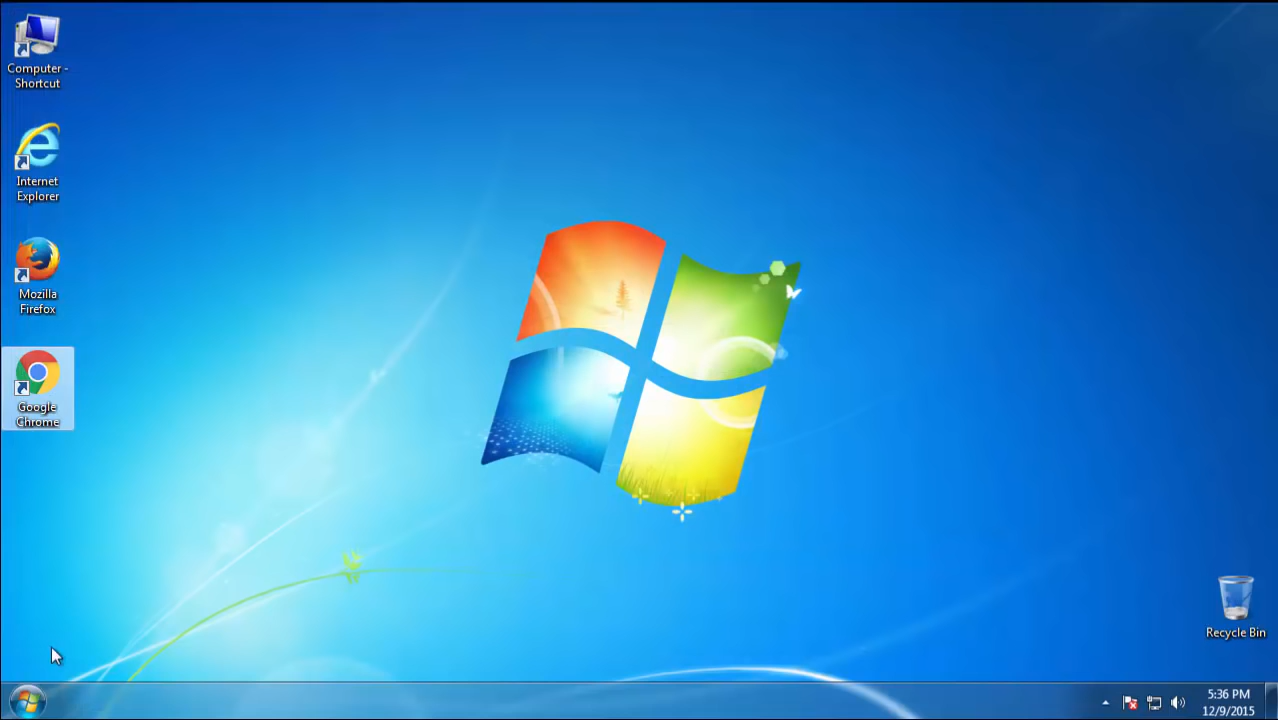 Computer -
Shortcut
Internet
Explorer
Mozilla
Firefox
Google
Chrome
Recycle Bin
5:36 PM
12/9/2015